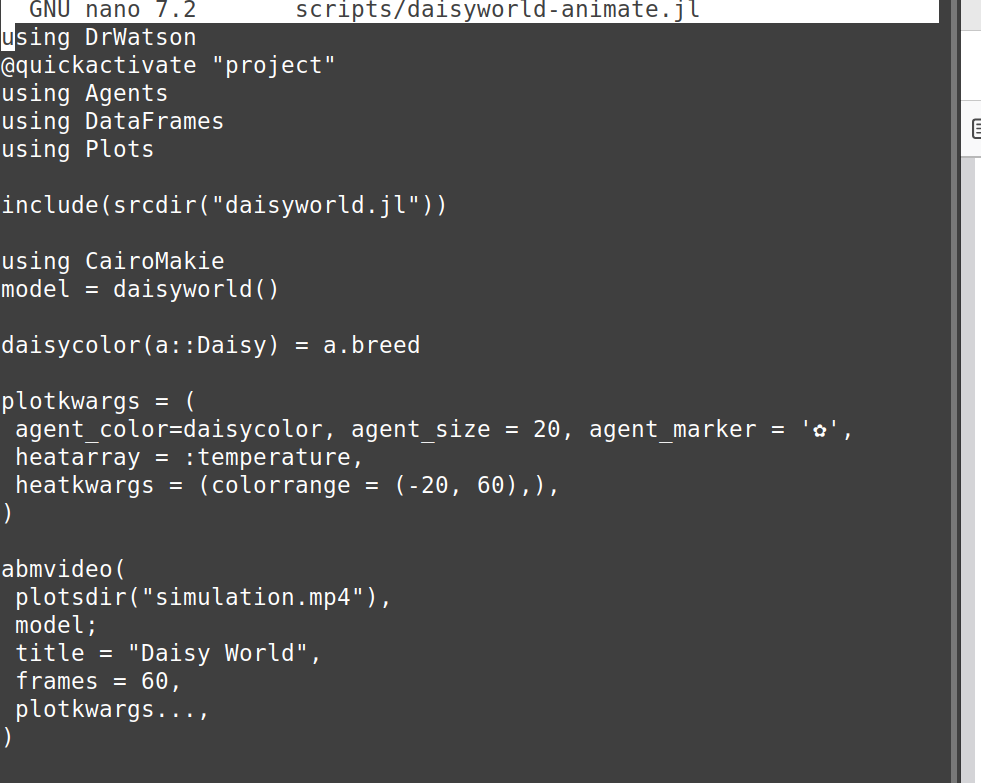 GNU nano 7.2 scripts/daisyworld-animate.jl
using DrWatson
@quickactivate "project"
using Agents
using DataFrames
using Plots
include(srcdir("daisyworld.jl"))
using CairoMakie
model = daisyworld()
daisycolor(a::Daisy) = a.breed
plotkwargs = (
agent_color=daisycolor, agent_size = 20, agent_marker = '✿',
heatarray = :temperature,
heatkwargs = (colorrange = (-20, 60),),
)
abmvideo(
plotsdir("simulation.mp4"),
model;
title = "Daisy World",
frames = 60,
plotkwargs...,
)